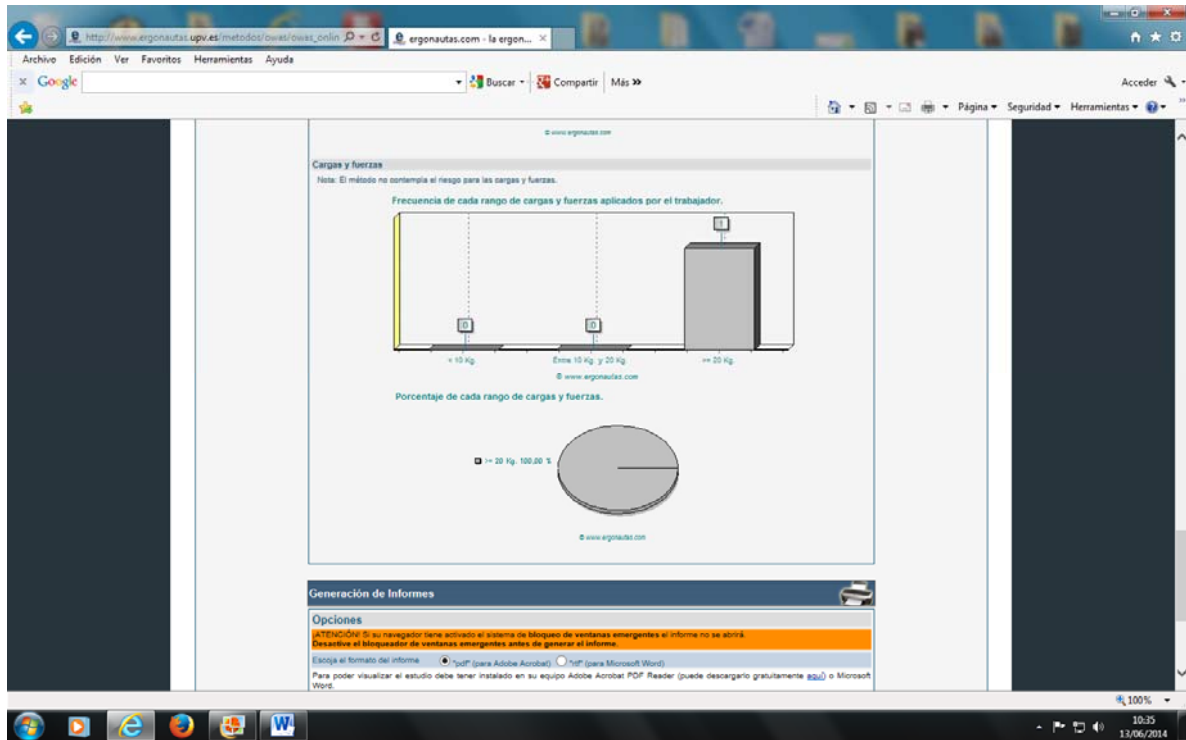 http://www.ergonautas.upv.es/metodos/owas/owas_onlin
ergonautas.com - la ergon...
Archivo Edición Ver Favoritos Herramientas Ayuda
x Google Buscar Compartir Más » Acceder
Página Seguridad Herramientas
© www.ergonautas.com
Cargas y fuerzas
Nota: El método no contempla el riesgo para las cargas y fuerzas.
Frecuencia de cada rango de cargas y fuerzas aplicados por el trabajador.
1
0 0
< 10 Kg. Entre 10 Kg. y 20 Kg. >= 20 Kg.
© www.ergonautas.com
Porcentaje de cada rango de cargas y fuerzas.
>= 20 Kg. 100,00 %
© www.ergonautas.com
Generación de Informes
Opciones
¡ATENCIÓN! Si su navegador tiene activado el sistema de bloqueo de ventanas emergentes el informe no se abrirá.
Desactive el bloqueador de ventanas emergentes antes de generar el informe.
Escoja el formato del informe "pdf" (para Adobe Acrobat) "rtf" (para Microsoft Word)
Para poder visualizar el estudio debe tener instalado en su equipo Adobe Acrobat PDF Reader (puede descargarlo gratuitamente aquí) o Microsoft
Word.
100%
10:35
13/06/2014